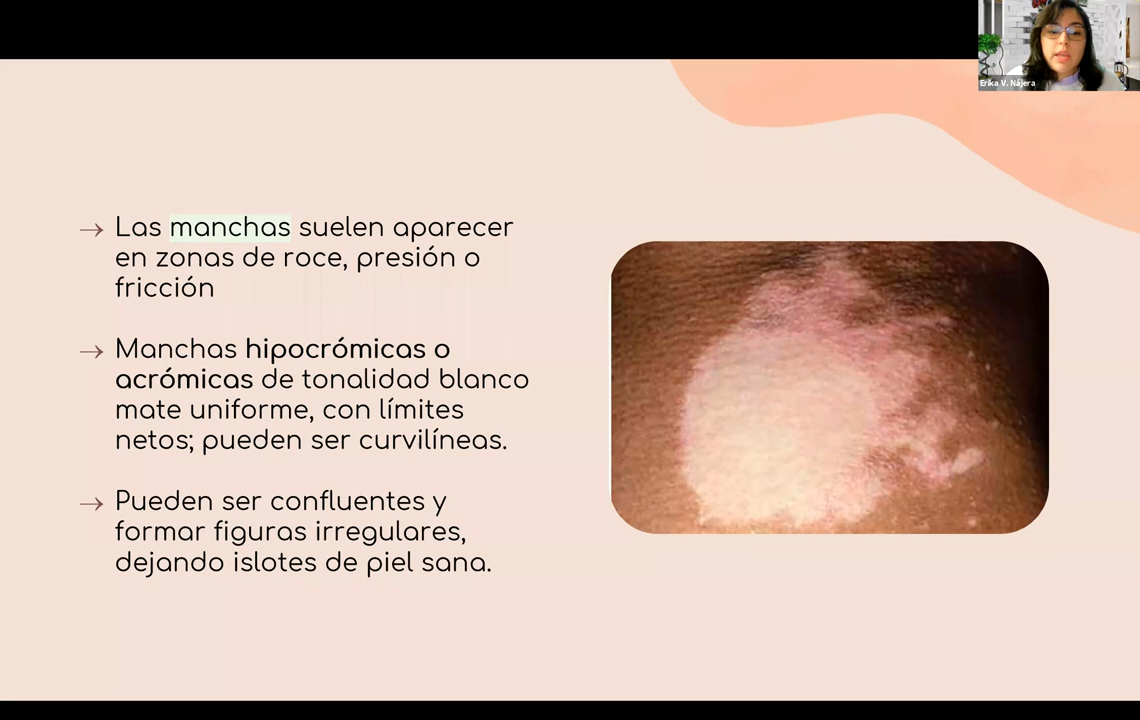 Erika V. Nájera
→ Las manchas suelen aparecer
en zonas de roce, presión o
fricción
→ Manchas hipocrómicas o
acrómicas de tonalidad blanco
mate uniforme, con límites
netos; pueden ser curvilíneas.
→ Pueden ser confluentes y
formar figuras irregulares,
dejando islotes de piel sana.